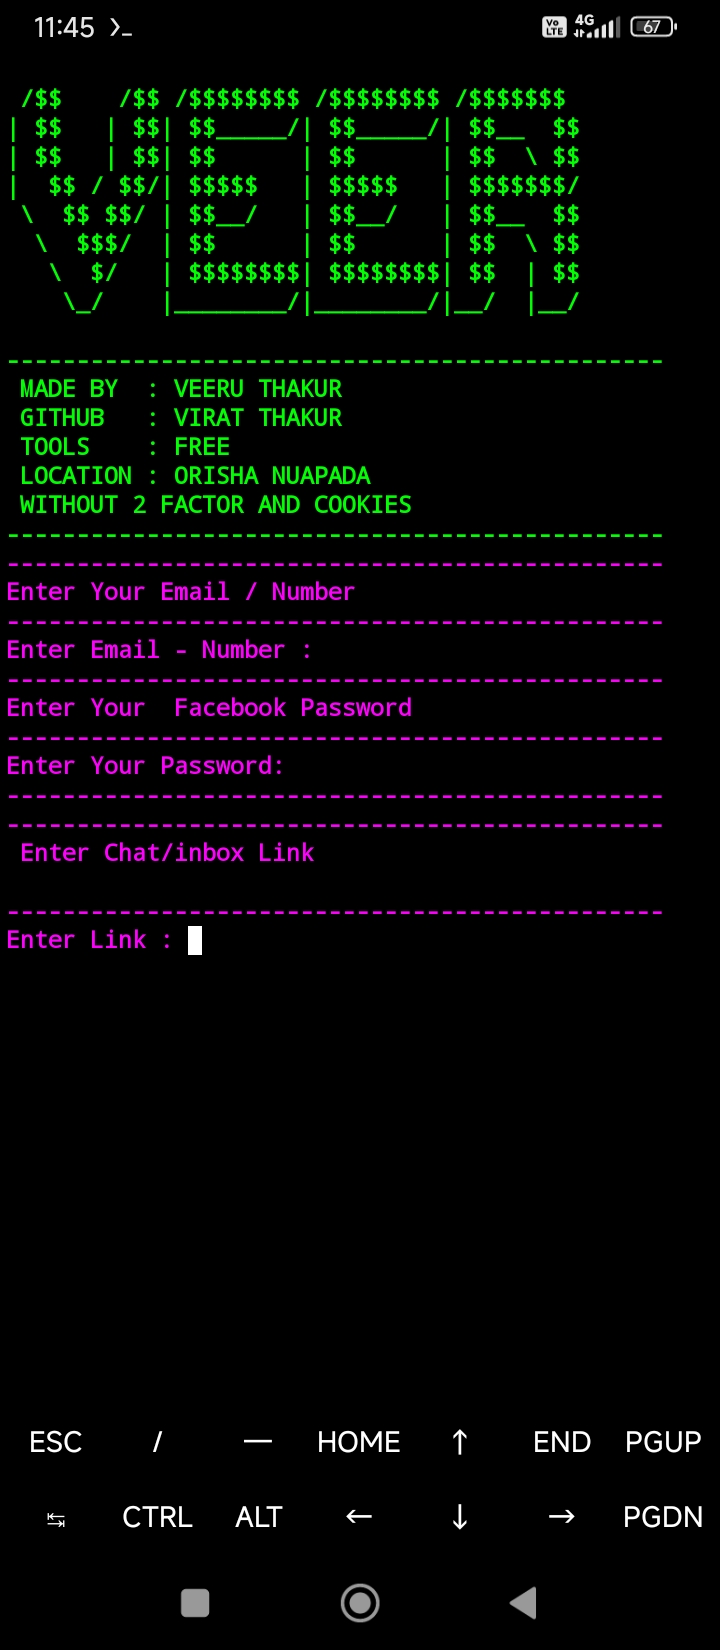 11:45
Vo LTE 4G 67
 /$$    /$$ /$$$$$$$$ /$$$$$$$$ /$$$$$$$
| $$   | $$| $$_____/| $$_____/| $$__  $$
| $$   | $$| $$      | $$      | $$  \ $$
|  $$ / $$/| $$$$$   | $$$$$   | $$$$$$$/
 \  $$ $$/ | $$__/   | $$__/   | $$__  $$
  \  $$$/  | $$      | $$      | $$  \ $$
   \  $/   | $$$$$$$$| $$$$$$$$| $$  | $$
    \_/    |________/|________/|__/  |__/
-----------------------------------------------
 MADE BY  : VEERU THAKUR
 GITHUB   : VIRAT THAKUR
 TOOLS    : FREE
 LOCATION : ORISHA NUAPADA
 WITHOUT 2 FACTOR AND COOKIES
-----------------------------------------------
-----------------------------------------------
Enter Your Email / Number
-----------------------------------------------
Enter Email - Number :
-----------------------------------------------
Enter Your  Facebook Password
-----------------------------------------------
Enter Your Password:
-----------------------------------------------
-----------------------------------------------
 Enter Chat/inbox Link
-----------------------------------------------
Enter Link :
ESC / — HOME ↑ END PGUP
↹ CTRL ALT ← ↓ → PGDN